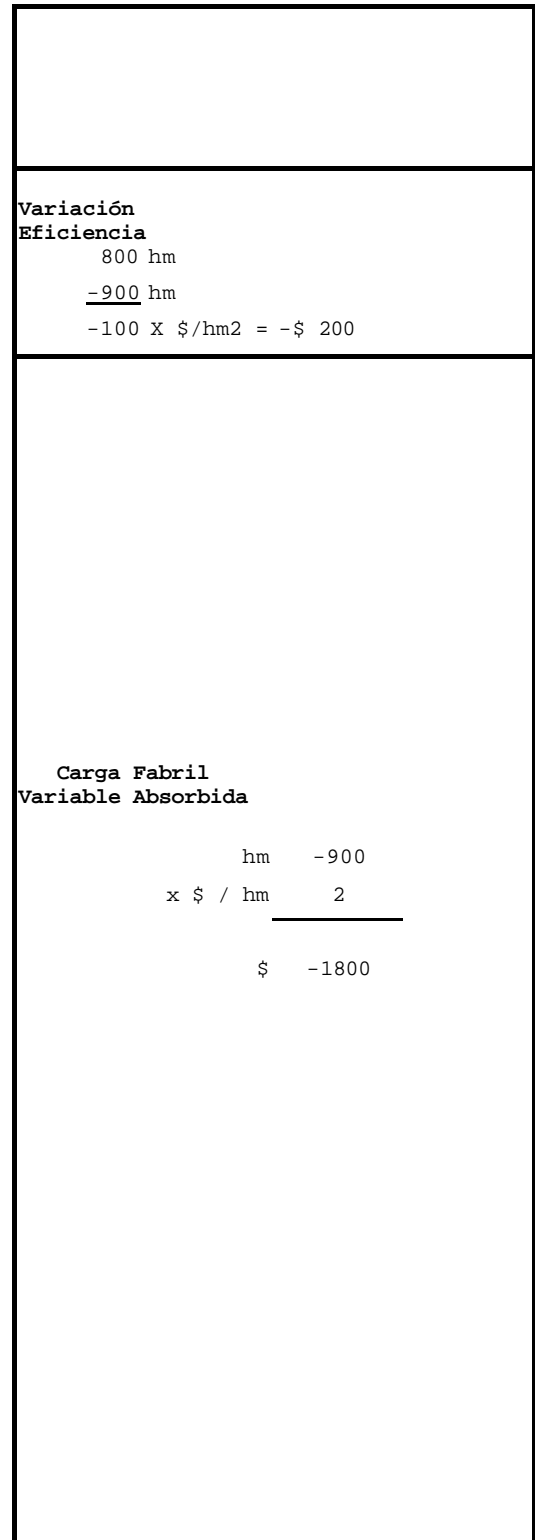 Variación
Eficiencia
800 hm
-900 hm
-100 X $/hm2 = -$ 200
Carga Fabril
Variable Absorbida
hm -900
x $ / hm 2
$ -1800